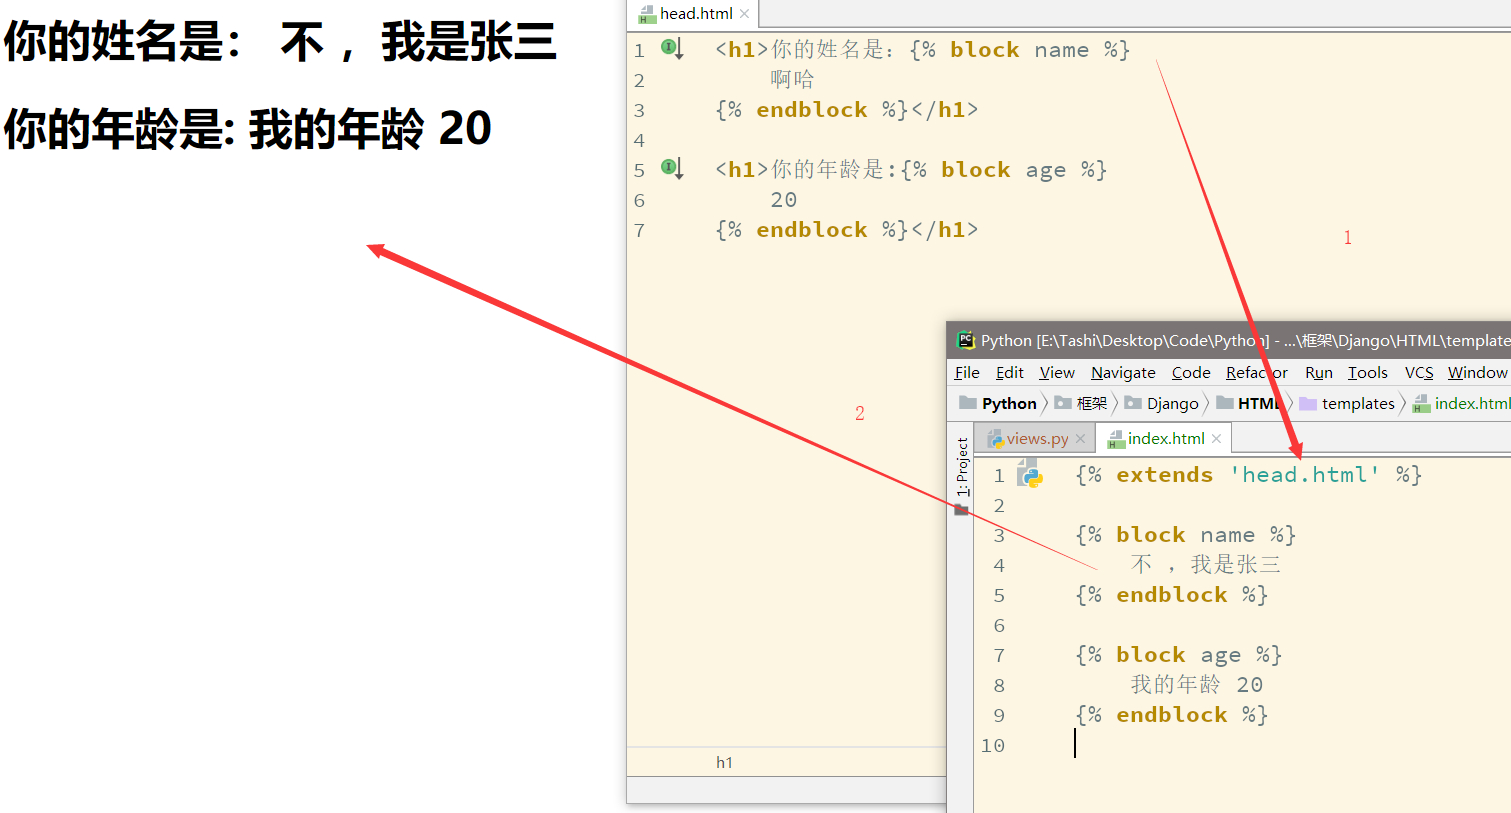 你的姓名是： 不 ，我是张三
你的年龄是: 我的年龄 20
head.html
1 <h1>你的姓名是：{% block name %}
2 啊哈
3 {% endblock %}</h1>
4
5 <h1>你的年龄是:{% block age %}
6 20
7 {% endblock %}</h1>
1
2
h1
Python [E:\Tashi\Desktop\Code\Python] - ...\框架\Django\HTML\template
File Edit View Navigate Code Refactor Run Tools VCS Window
Python 框架 Django HTML templates index.html
views.py index.html
1: Project
1 {% extends 'head.html' %}
2
3 {% block name %}
4 不 ，我是张三
5 {% endblock %}
6
7 {% block age %}
8 我的年龄 20
9 {% endblock %}
10